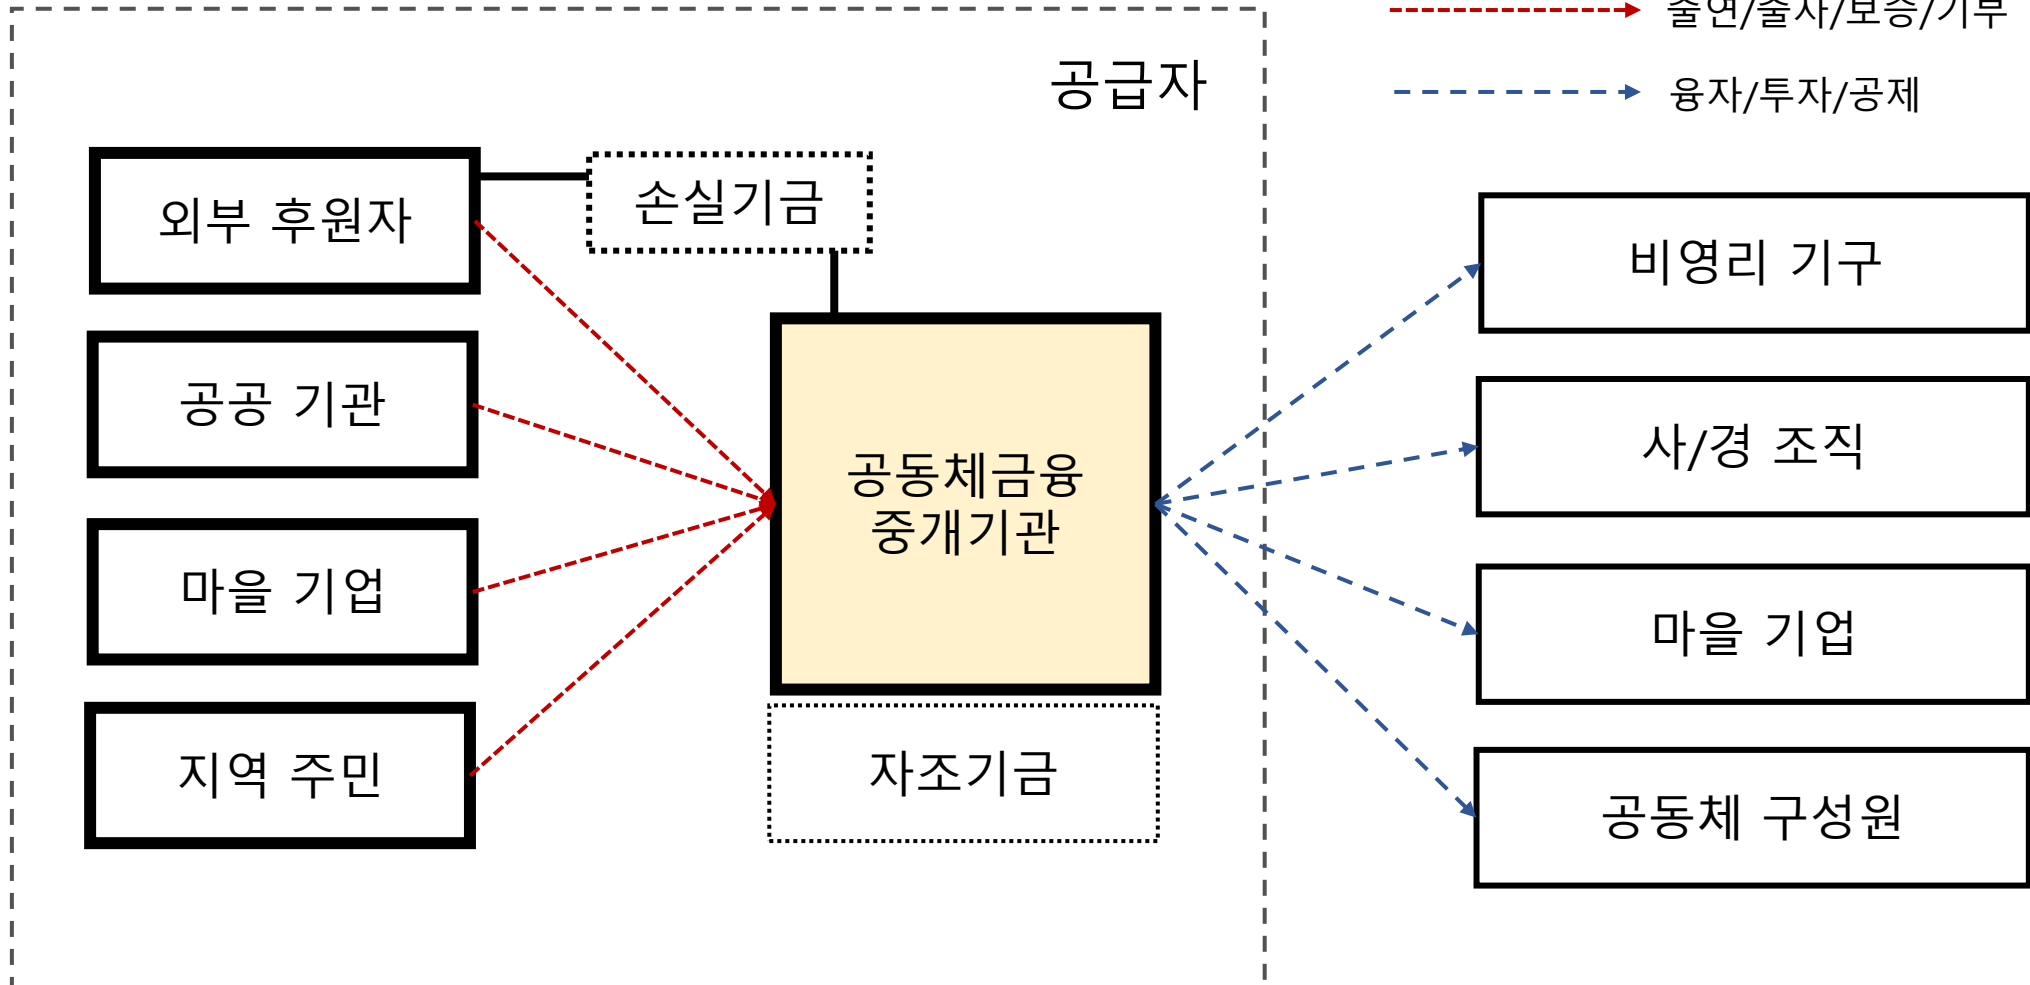 출연/출자/보증/기부
공급자
융자/투자/공제
외부 후원자
손실기금
비영리 기구
공공 기관
사/경 조직
공동체금융
중개기관
마을 기업
마을 기업
지역 주민
자조기금
공동체 구성원